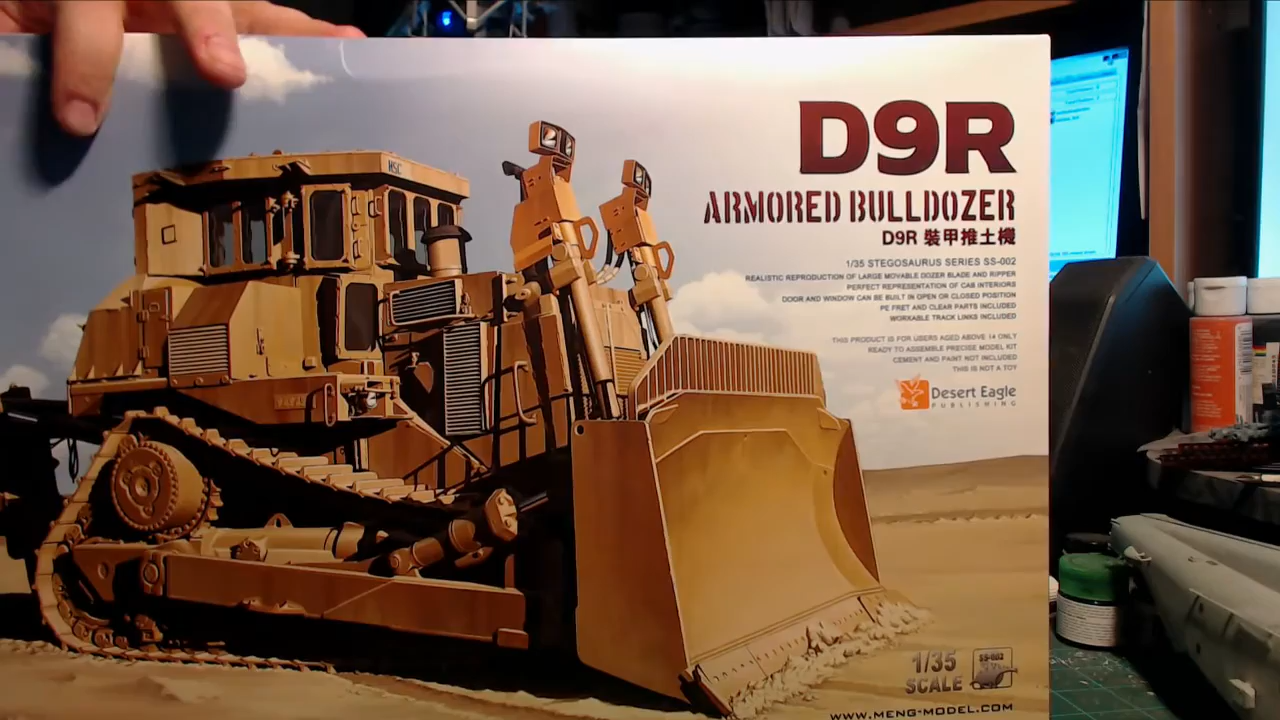 HSC
D9R
ARMORED BULLDOZER
D9R 裝甲推土機
1/35 STEGOSAURUS SERIES SS-002
REALISTIC REPRODUCTION OF LARGE MOVABLE DOZER BLADE AND RIPPER
PERFECT REPRESENTATION OF CAB INTERIORS
DOOR AND WINDOW CAN BE BUILT IN OPEN OR CLOSED POSITION
PE FRET AND CLEAR PARTS INCLUDED
WORKABLE TRACK LINKS INCLUDED
THIS PRODUCT IS FOR USERS AGED ABOVE 14 ONLY
READY TO ASSEMBLE PRECISE MODEL KIT
CEMENT AND PAINT NOT INCLUDED
THIS IS NOT A TOY
Desert Eagle
PUBLISHING
1/35
SCALE
SS-002
WWW.MENG-MODEL.COM